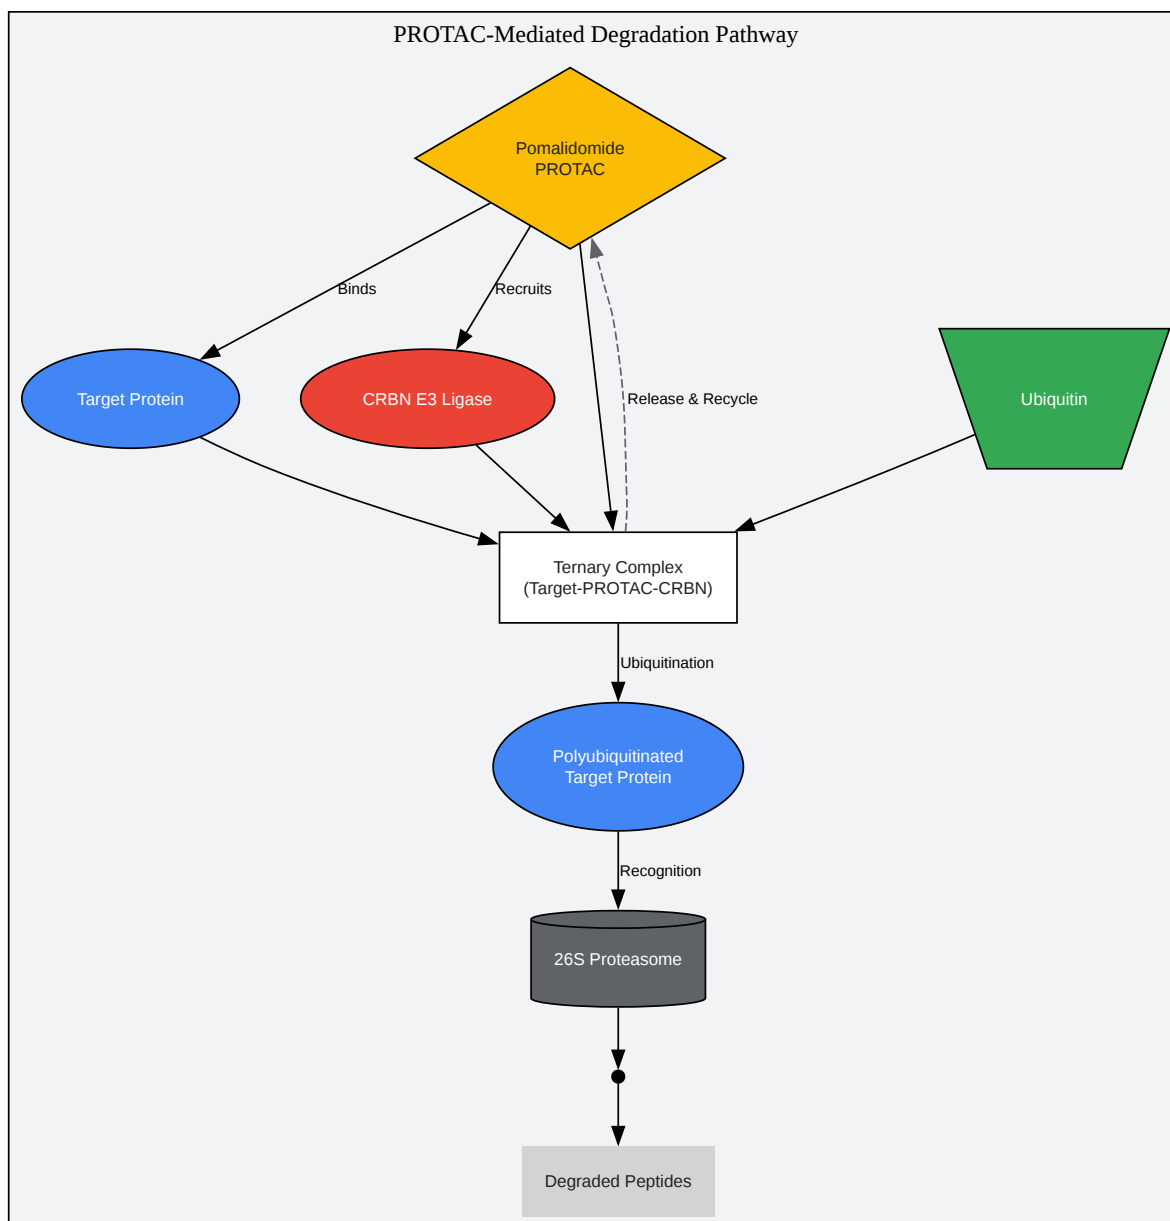 PROTAC-Mediated Degradation Pathway
Pomalidomide
PROTAC
Binds
Recruits
Target Protein
CRBN E3 Ligase
Release & Recycle
Ubiquitin
Ternary Complex
(Target-PROTAC-CRBN)
Ubiquitination
Polyubiquitinated
Target Protein
Recognition
26S Proteasome
Degraded Peptides